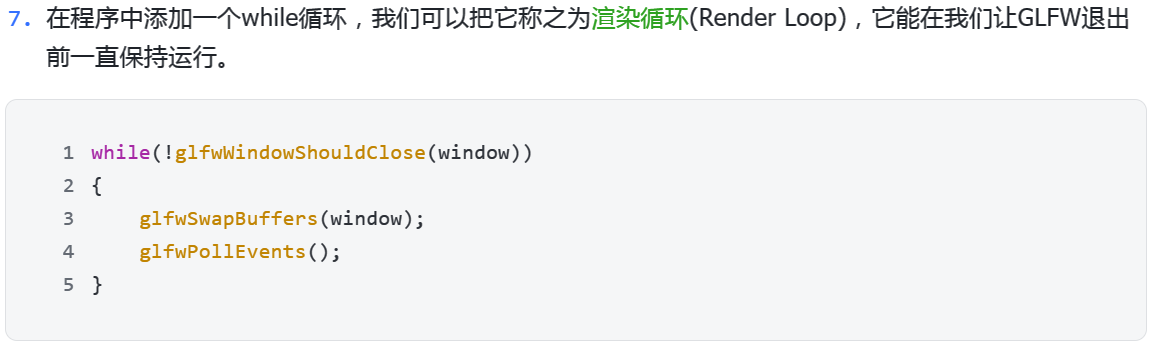 7. 在程序中添加一个while循环，我们可以把它称之为渲染循环(Render Loop)，它能在我们让GLFW退出
前一直保持运行。
1 while(!glfwWindowShouldClose(window))
2 {
3     glfwSwapBuffers(window);
4     glfwPollEvents();
5 }